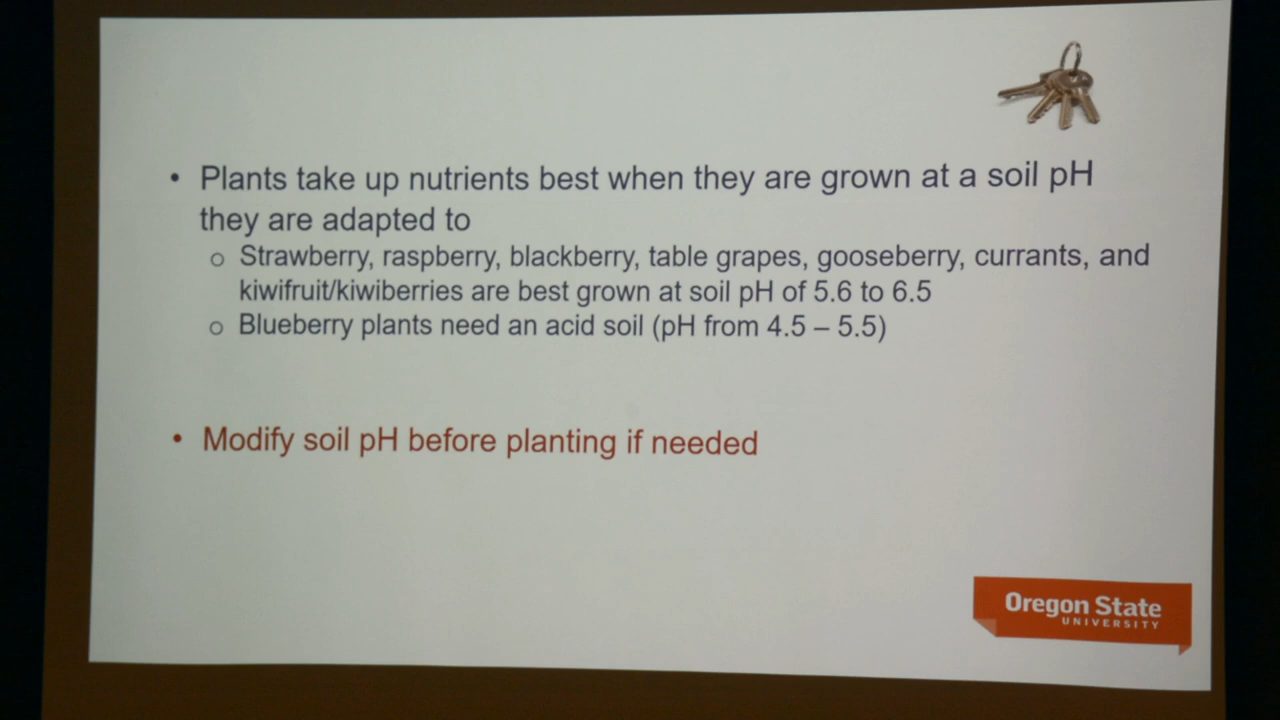 • Plants take up nutrients best when they are grown at a soil pH
they are adapted to
o Strawberry, raspberry, blackberry, table grapes, gooseberry, currants, and
kiwifruit/kiwiberries are best grown at soil pH of 5.6 to 6.5
o Blueberry plants need an acid soil (pH from 4.5 – 5.5)
• Modify soil pH before planting if needed
Oregon State
UNIVERSITY